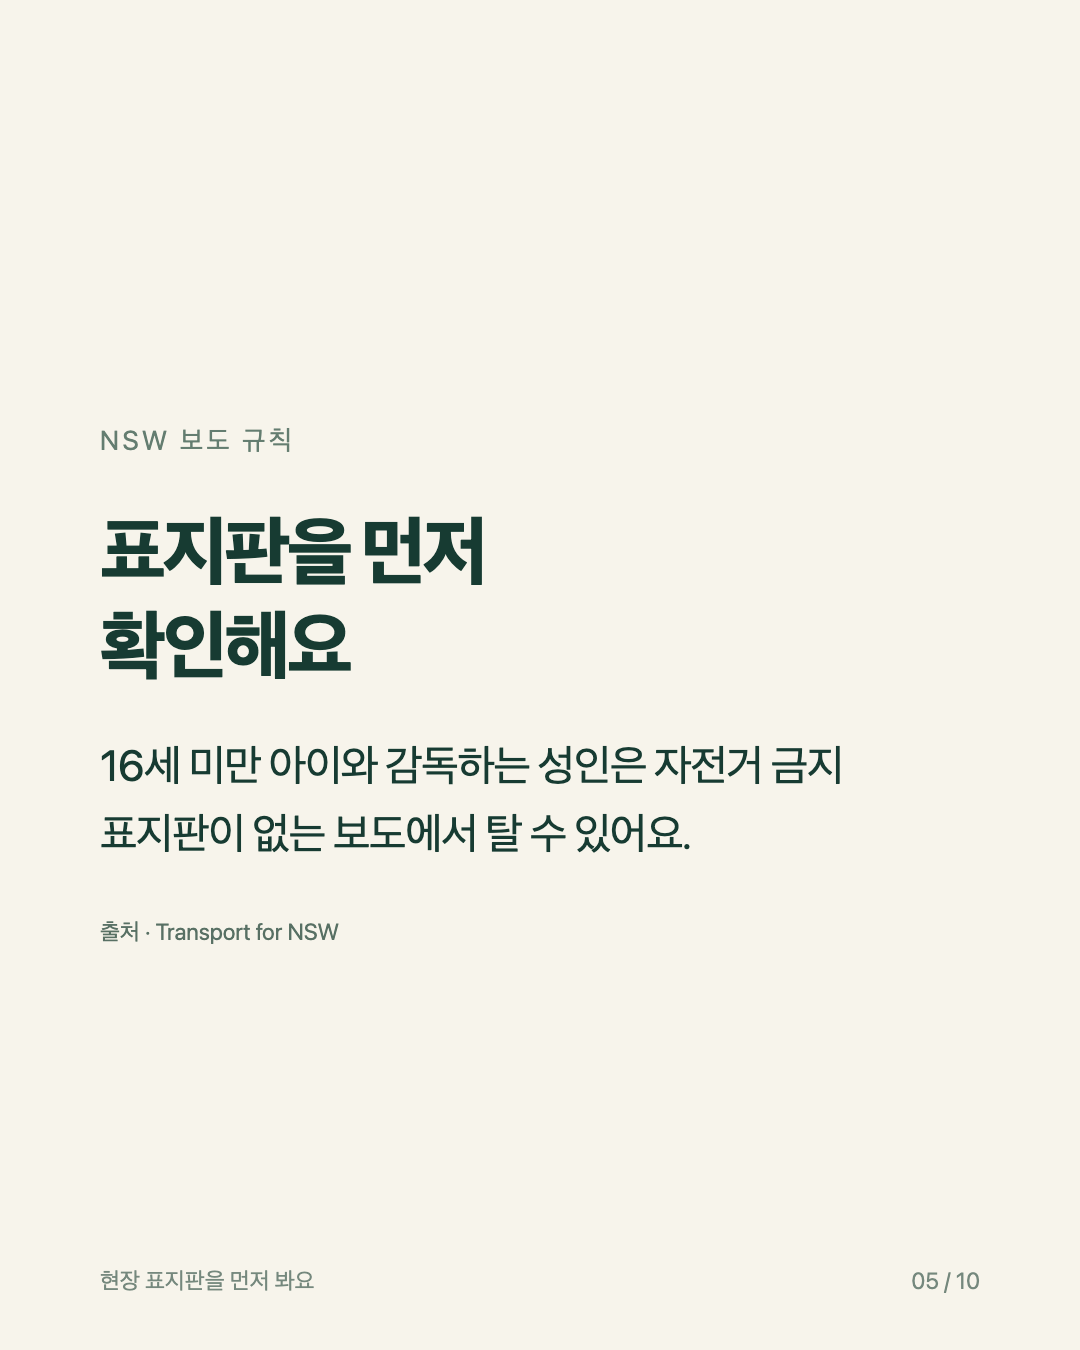 NSW 보도 규칙
표지판을 먼저
확인해요
16세 미만 아이와 감독하는 성인은 자전거 금지
표지판이 없는 보도에서 탈 수 있어요.
출처 · Transport for NSW
현장 표지판을 먼저 봐요
05 / 10